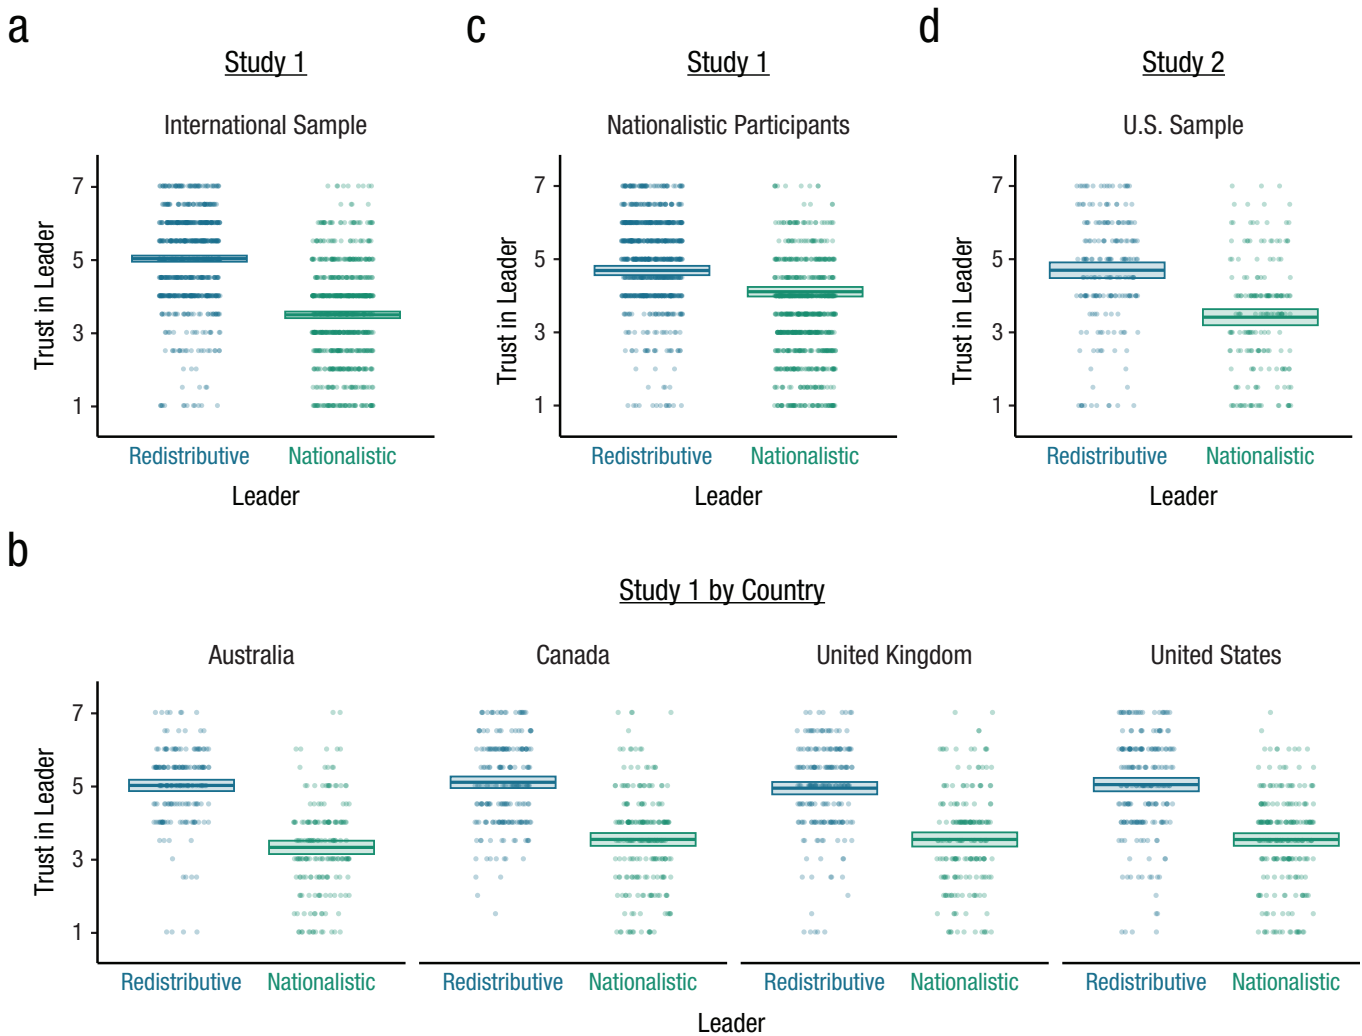 a
Study 1
International Sample
Trust in Leader
7
5
3
1
Redistributive Nationalistic
Leader
c
Study 1
Nationalistic Participants
Trust in Leader
7
5
3
1
Redistributive Nationalistic
Leader
d
Study 2
U.S. Sample
Trust in Leader
7
5
3
1
Redistributive Nationalistic
Leader
b
Study 1 by Country
Australia Canada United Kingdom United States
Trust in Leader
7
5
3
1
Redistributive Nationalistic Redistributive Nationalistic Redistributive Nationalistic Redistributive Nationalistic
Leader